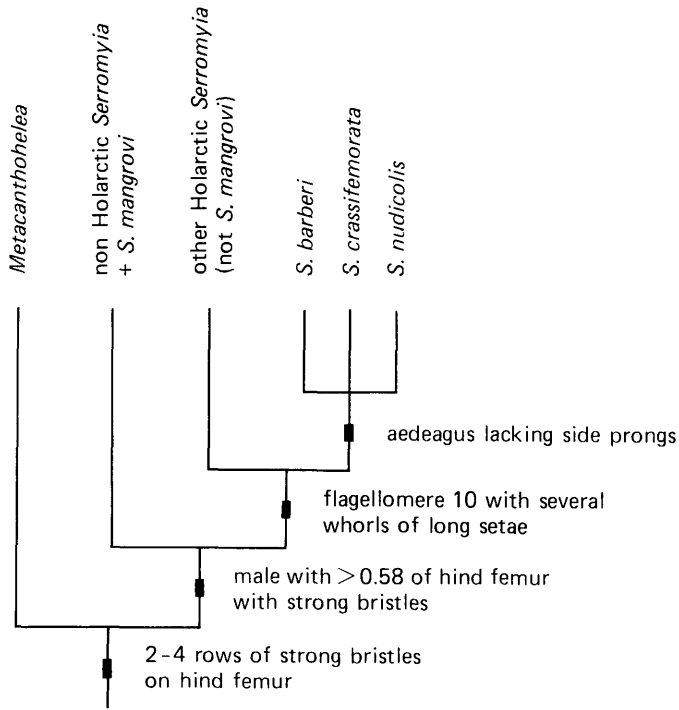 Metacanthohelea
non Holarctic Serromyia
+ S. mangrovi
other Holarctic Serromyia
(not S. mangrovi)
S. barberi
S. crassifemorata
S. nudicolis
aedeagus lacking side prongs
flagellomere 10 with several
whorls of long setae
male with >0.58 of hind femur
with strong bristles
2-4 rows of strong bristles
on hind femur